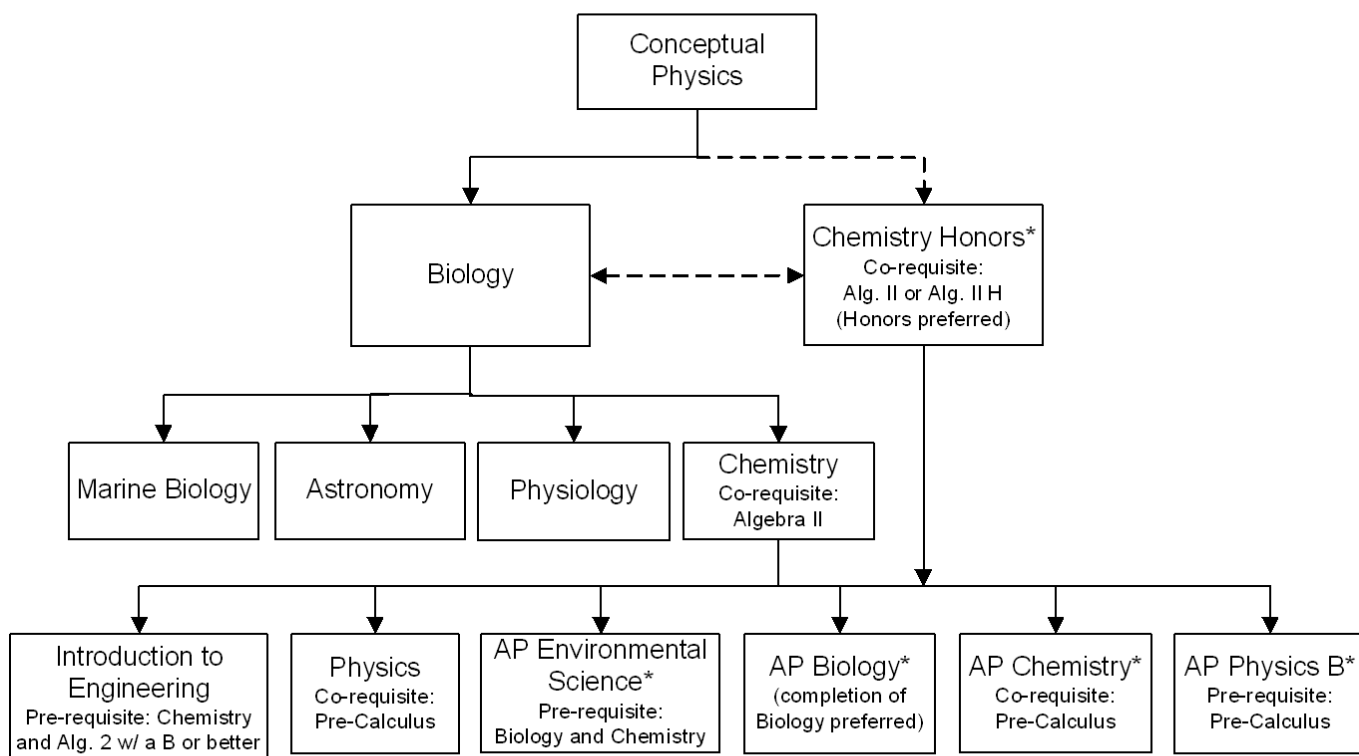 Conceptual
Physics
Biology
Chemistry Honors*
Co-requisite:
Alg. II or Alg. II H
(Honors preferred)
Marine Biology
Astronomy
Physiology
Chemistry
Co-requisite:
Algebra II
Introduction to
Engineering
Pre-requisite: Chemistry
and Alg. 2 w/ a B or better
Physics
Co-requisite:
Pre-Calculus
AP Environmental
Science*
Pre-requisite:
Biology and Chemistry
AP Biology*
(completion of
Biology preferred)
AP Chemistry*
Co-requisite:
Pre-Calculus
AP Physics B*
Pre-requisite:
Pre-Calculus